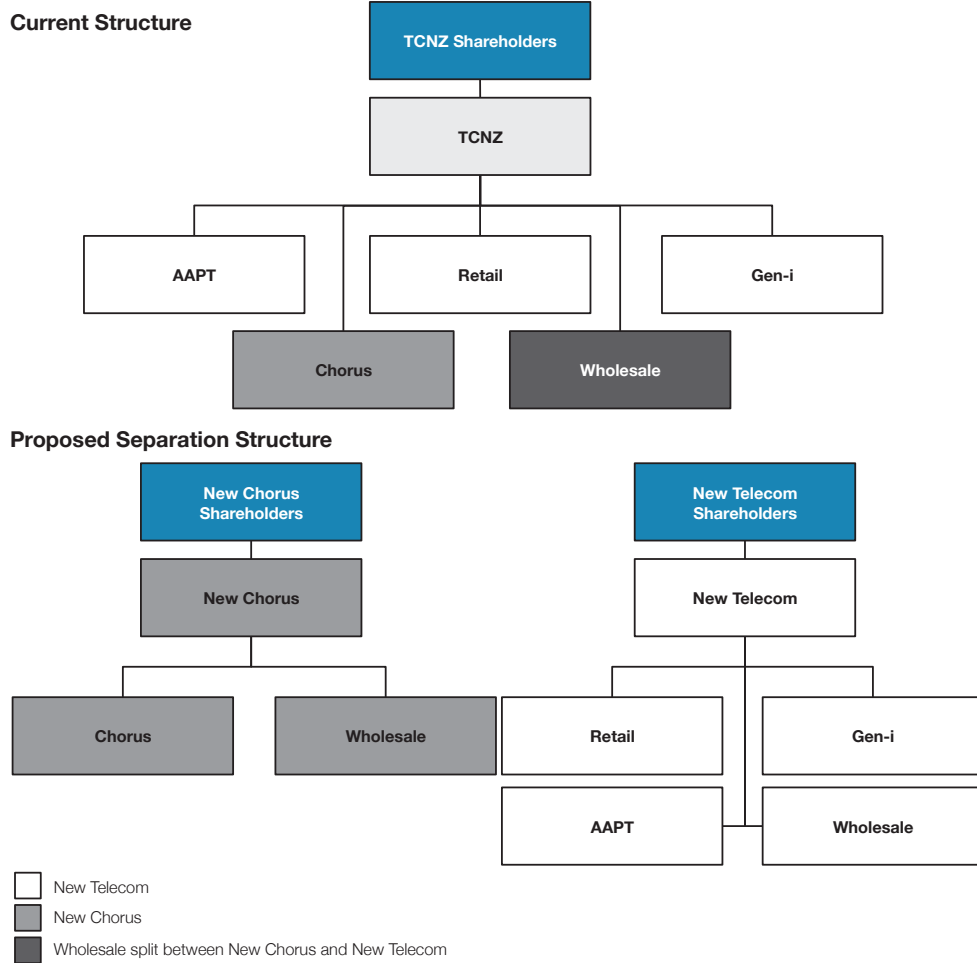 Current Structure
TCNZ Shareholders
TCNZ
AAPT
Retail
Gen-i
Chorus
Wholesale
Proposed Separation Structure
New Chorus
Shareholders
New Telecom
Shareholders
New Chorus
New Telecom
Chorus
Wholesale
Retail
Gen-i
AAPT
Wholesale
New Telecom
New Chorus
Wholesale split between New Chorus and New Telecom